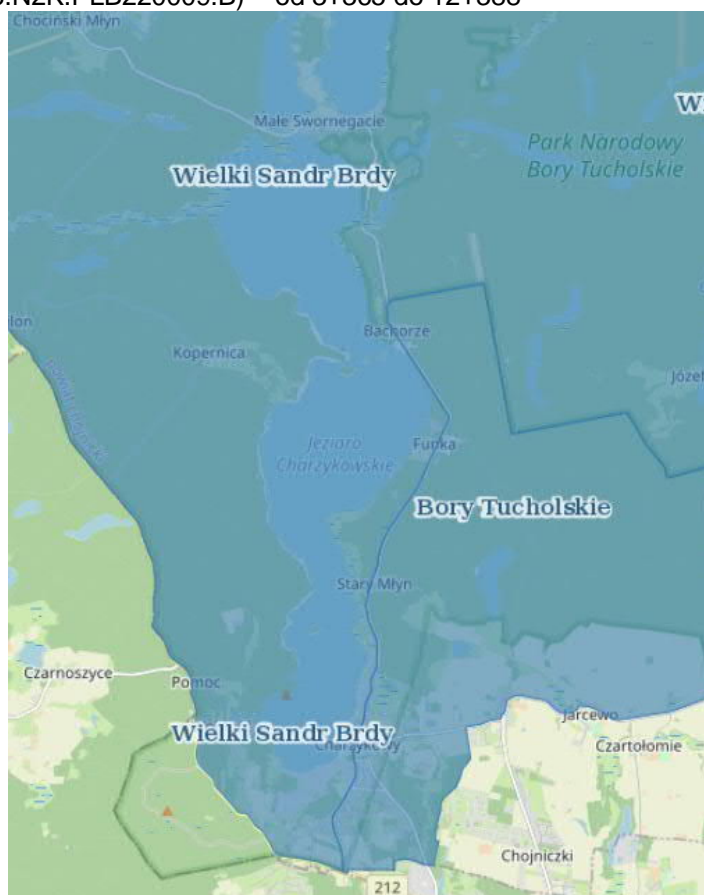 Chociński Młyn
Małe Swornegacie
Park Narodowy
Bory Tucholskie
Wielki Sandr Brdy
Bachorze
Kopernica
Jezioro
Charzykowskie
Funka
Bory Tucholskie
Stary Młyn
Czarnoszyce
Pomoc
Jarcewo
Wielki Sandr Brdy
Charzykowy
Czartołomie
Chojniczki
212